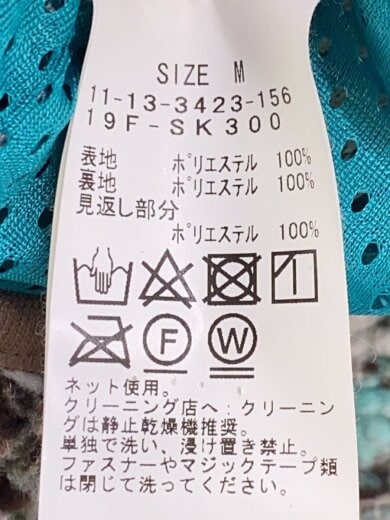 SIZE M
11-13-3423-156
19F-SK300
表地 ポリエステル 100%
裏地 ポリエステル 100%
見返し部分
ポリエステル 100%
F W
ネット使用。
クリーニング店へ:クリーニン
グは静止乾燥機推奨。
単独で洗い、浸け置き禁止。
ファスナーやマジックテープ類
は閉じて洗ってください。